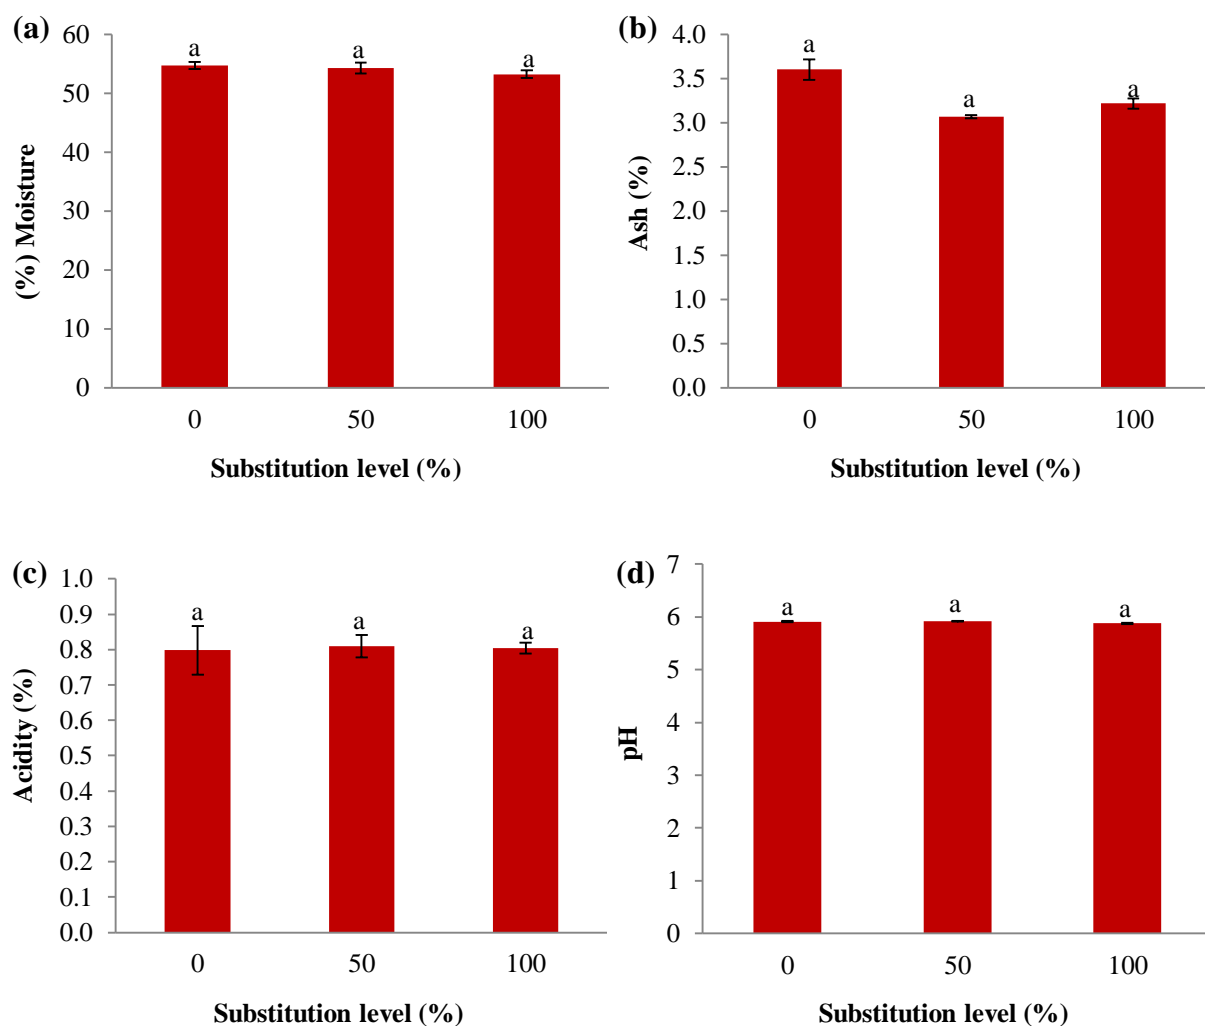 (a)
60
50
40
30
20
10
0
(%) Moisture
a
a
a
0 50 100
Substitution level (%)
(b)
4.0
3.5
3.0
2.5
2.0
1.5
1.0
0.5
0.0
Ash (%)
a
a
a
0 50 100
Substitution level (%)
(c)
1.0
0.9
0.8
0.7
0.6
0.5
0.4
0.3
0.2
0.1
0.0
Acidity (%)
a
a
a
0 50 100
Substitution level (%)
(d)
7
6
5
4
3
2
1
0
pH
a
a
a
0 50 100
Substitution level (%)